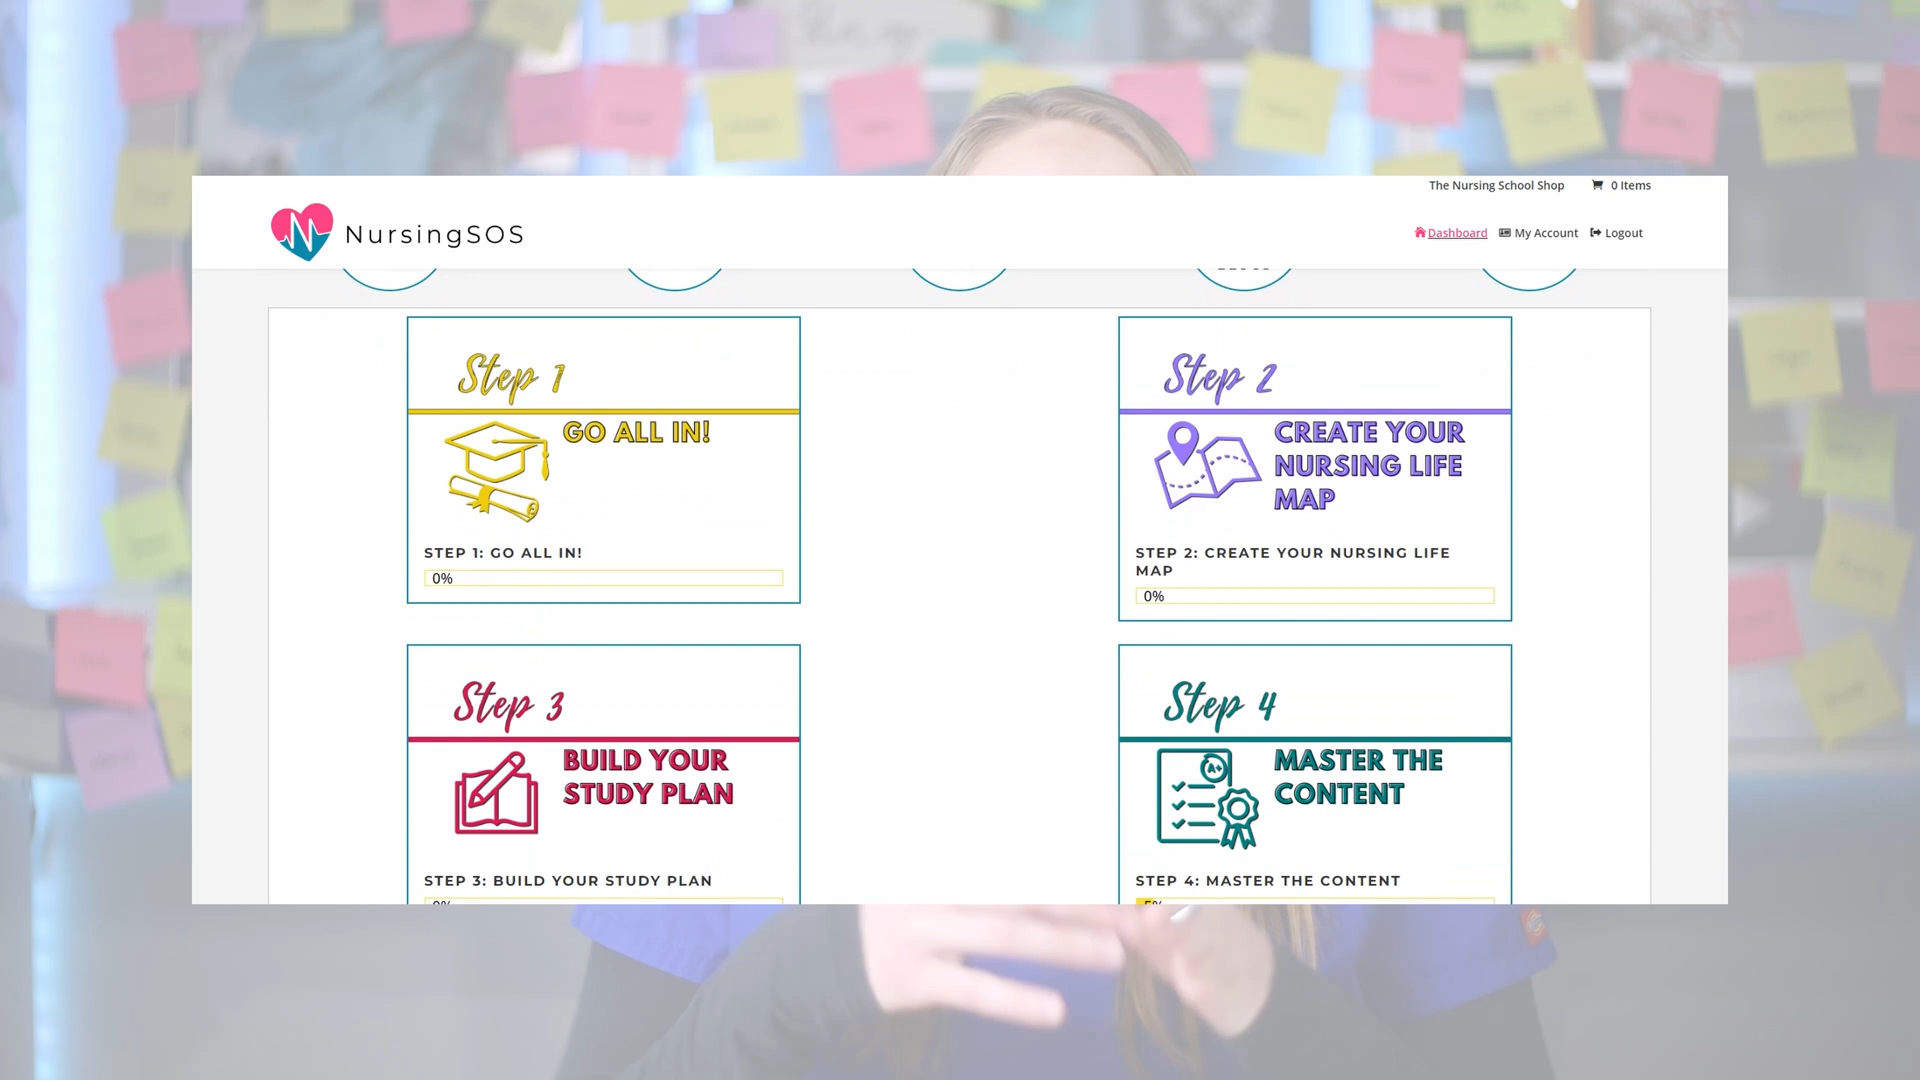 The Nursing School Shop 0 Items
NursingSOS
Dashboard My Account Logout
Step 1
GO ALL IN!
STEP 1: GO ALL IN!
0%
Step 2
CREATE YOUR
NURSING LIFE
MAP
STEP 2: CREATE YOUR NURSING LIFE
MAP
0%
Step 3
BUILD YOUR
STUDY PLAN
STEP 3: BUILD YOUR STUDY PLAN
0%
Step 4
A+
MASTER THE
CONTENT
STEP 4: MASTER THE CONTENT
5%